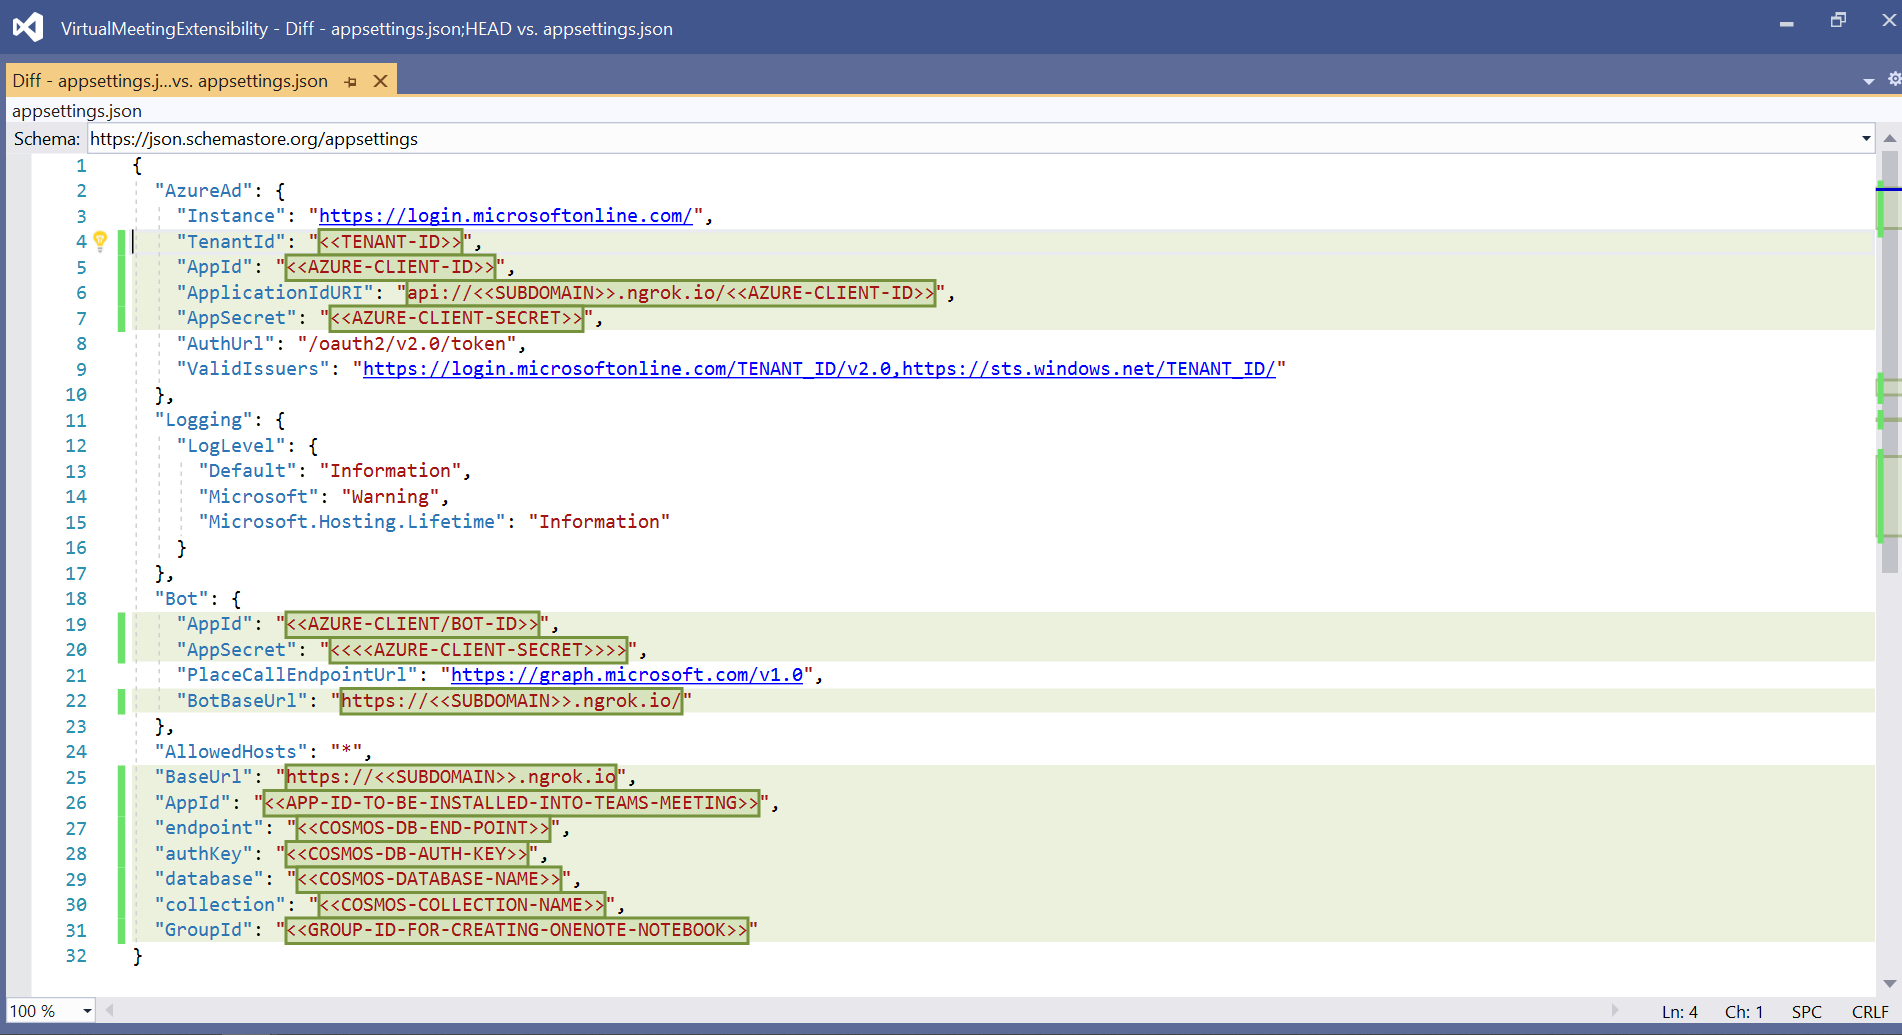 VirtualMeetingExtensibility - Diff - appsettings.json;HEAD vs. appsettings.json
Diff - appsettings.j...vs. appsettings.json
appsettings.json
Schema: https://json.schemastore.org/appsettings
1 {
2 "AzureAd": {
3 "Instance": "https://login.microsoftonline.com/",
4 "TenantId": "<<TENANT-ID>>",
5 "AppId": "<<AZURE-CLIENT-ID>>",
6 "ApplicationIdURI": "api://<<SUBDOMAIN>>.ngrok.io/<<AZURE-CLIENT-ID>>",
7 "AppSecret": "<<AZURE-CLIENT-SECRET>>",
8 "AuthUrl": "/oauth2/v2.0/token",
9 "ValidIssuers": "https://login.microsoftonline.com/TENANT_ID/v2.0,https://sts.windows.net/TENANT_ID/"
10 },
11 "Logging": {
12 "LogLevel": {
13 "Default": "Information",
14 "Microsoft": "Warning",
15 "Microsoft.Hosting.Lifetime": "Information"
16 }
17 },
18 "Bot": {
19 "AppId": "<<AZURE-CLIENT/BOT-ID>>",
20 "AppSecret": "<<<<AZURE-CLIENT-SECRET>>>>",
21 "PlaceCallEndpointUrl": "https://graph.microsoft.com/v1.0",
22 "BotBaseUrl": "https://<<SUBDOMAIN>>.ngrok.io/"
23 },
24 "AllowedHosts": "*",
25 "BaseUrl": "https://<<SUBDOMAIN>>.ngrok.io",
26 "AppId": "<<APP-ID-TO-BE-INSTALLED-INTO-TEAMS-MEETING>>",
27 "endpoint": "<<COSMOS-DB-END-POINT>>",
28 "authKey": "<<COSMOS-DB-AUTH-KEY>>",
29 "database": "<<COSMOS-DATABASE-NAME>>",
30 "collection": "<<COSMOS-COLLECTION-NAME>>",
31 "GroupId": "<<GROUP-ID-FOR-CREATING-ONENOTE-NOTEBOOK>>"
32 }
100 % Ln: 4 Ch: 1 SPC CRLF